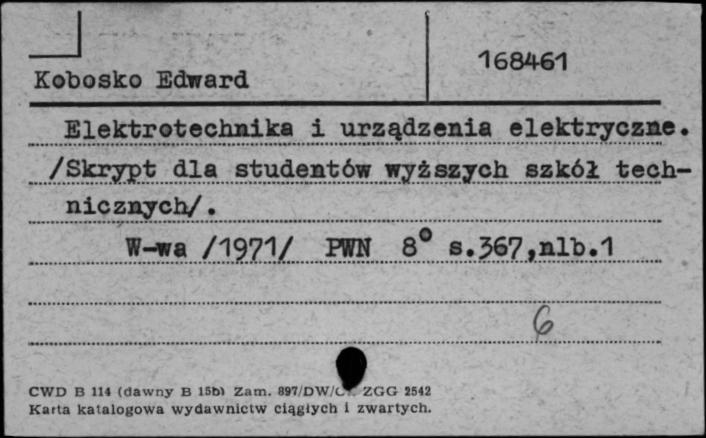 168461
Kobosko Edward
Elektrotechnika i urządzenia elektryczne.
/Skrypt dla studentów wyższych szkół tech-
nicznych/.
W-wa /1971/ PWN 8° s.367,nlb.1
6
CWD B 114 (dawny B 15b) Zam. 897/DW/ ZGG 2542
Karta katalogowa wydawnictw ciągłych i zwartych.